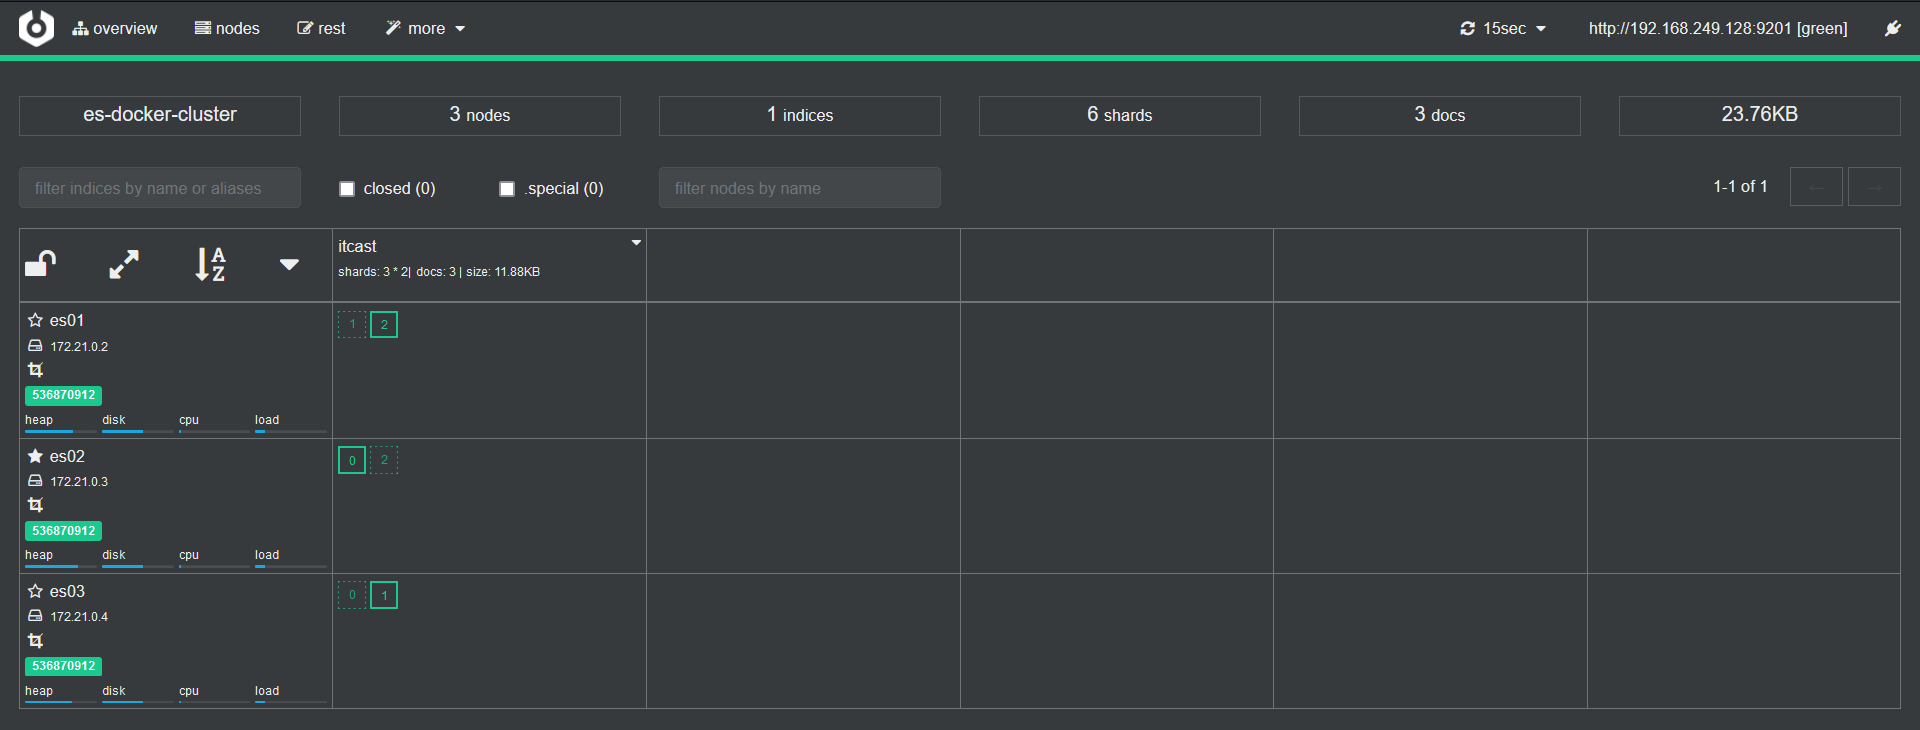 overview nodes rest more 15sec http://192.168.249.128:9201 [green]
es-docker-cluster 3 nodes 1 indices 6 shards 3 docs 23.76KB
filter indices by name or aliases closed (0) .special (0) filter nodes by name 1-1 of 1 ← →
A
Z
itcast
shards: 3 * 2| docs: 3 | size: 11.88KB
es01 1 2
172.21.0.2
536870912
heap disk cpu load
es02 0 2
172.21.0.3
536870912
heap disk cpu load
es03 0 1
172.21.0.4
536870912
heap disk cpu load